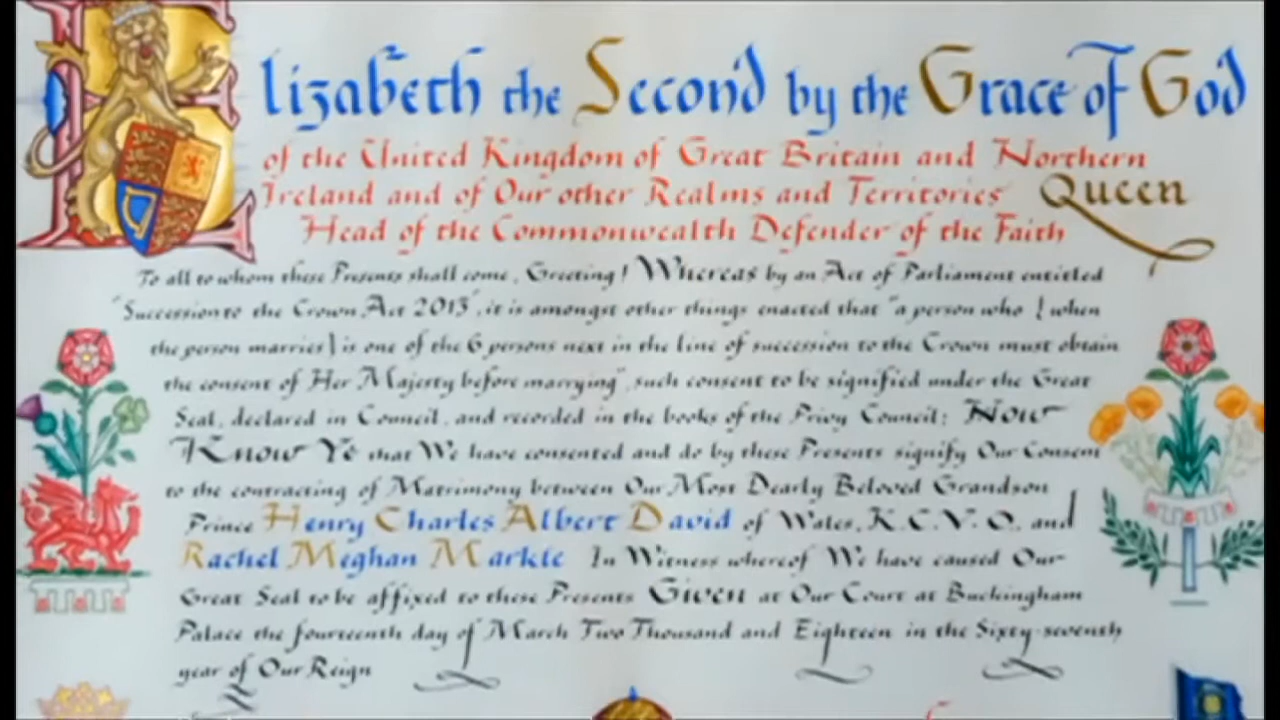 Elizabeth the Second by the Grace of God
of the United Kingdom of Great Britain and Northern
Ireland and of Our other Realms and Territories Queen
Head of the Commonwealth Defender of the Faith
To all to whom these Presents shall come, Greeting! Whereas by an Act of Parliament entitled
"Succession to the Crown Act 2013", it is amongst other things enacted that "a person who [ when
the person marries ] is one of the 6 persons next in the line of succession to the Crown must obtain
the consent of Her Majesty before marrying", such consent to be signified under the Great
Seal, declared in Council, and recorded in the books of the Privy Council; Now
Know Ye that We have consented and do by these Presents signify Our Consent
to the contracting of Matrimony between Our Most Dearly Beloved Grandson
Prince Henry Charles Albert David of Wales, K.C.V.O. and
Rachel Meghan Markle In Witness whereof We have caused Our
Great Seal to be affixed to these Presents Given at Our Court at Buckingham
Palace the fourteenth day of March Two Thousand and Eighteen in the Sixty-seventh
year of Our Reign